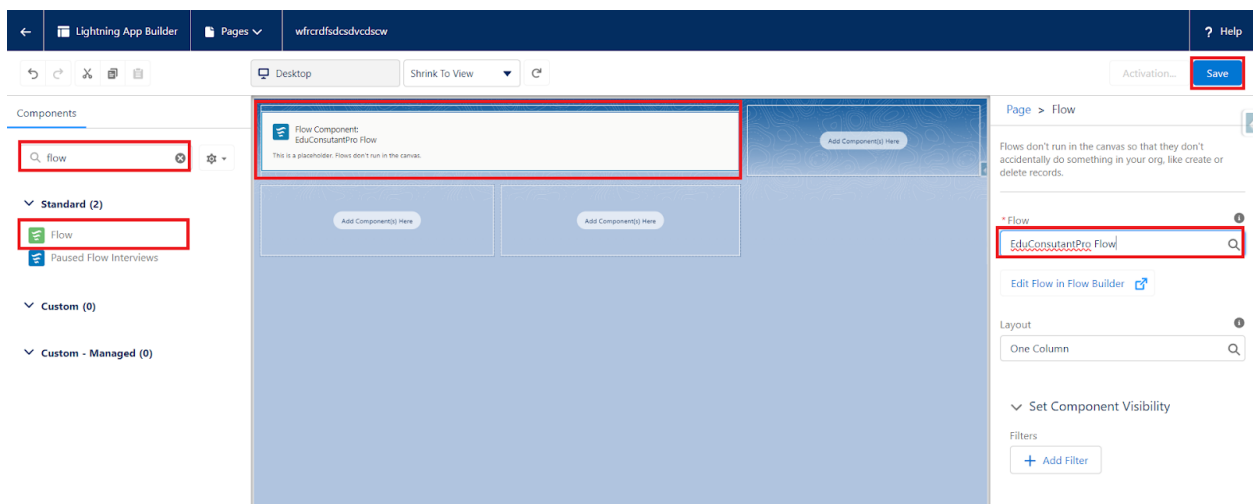 Lightning App Builder
Pages
wfrcrdfsdcsdvcdscw
? Help
Desktop
Shrink To View
Activation...
Save
Components
flow
Standard (2)
Flow
Paused Flow Interviews
Custom (0)
Custom - Managed (0)
Flow Component:
EduConsutantPro Flow
This is a placeholder. Flows don't run in the canvas.
Add Component(s) Here
Add Component(s) Here
Add Component(s) Here
Page > Flow
Flows don't run in the canvas so that they don't
accidentally do something in your org, like create or
delete records.
*Flow
EduConsutantPro Flow
Edit Flow in Flow Builder
Layout
One Column
Set Component Visibility
Filters
+ Add Filter